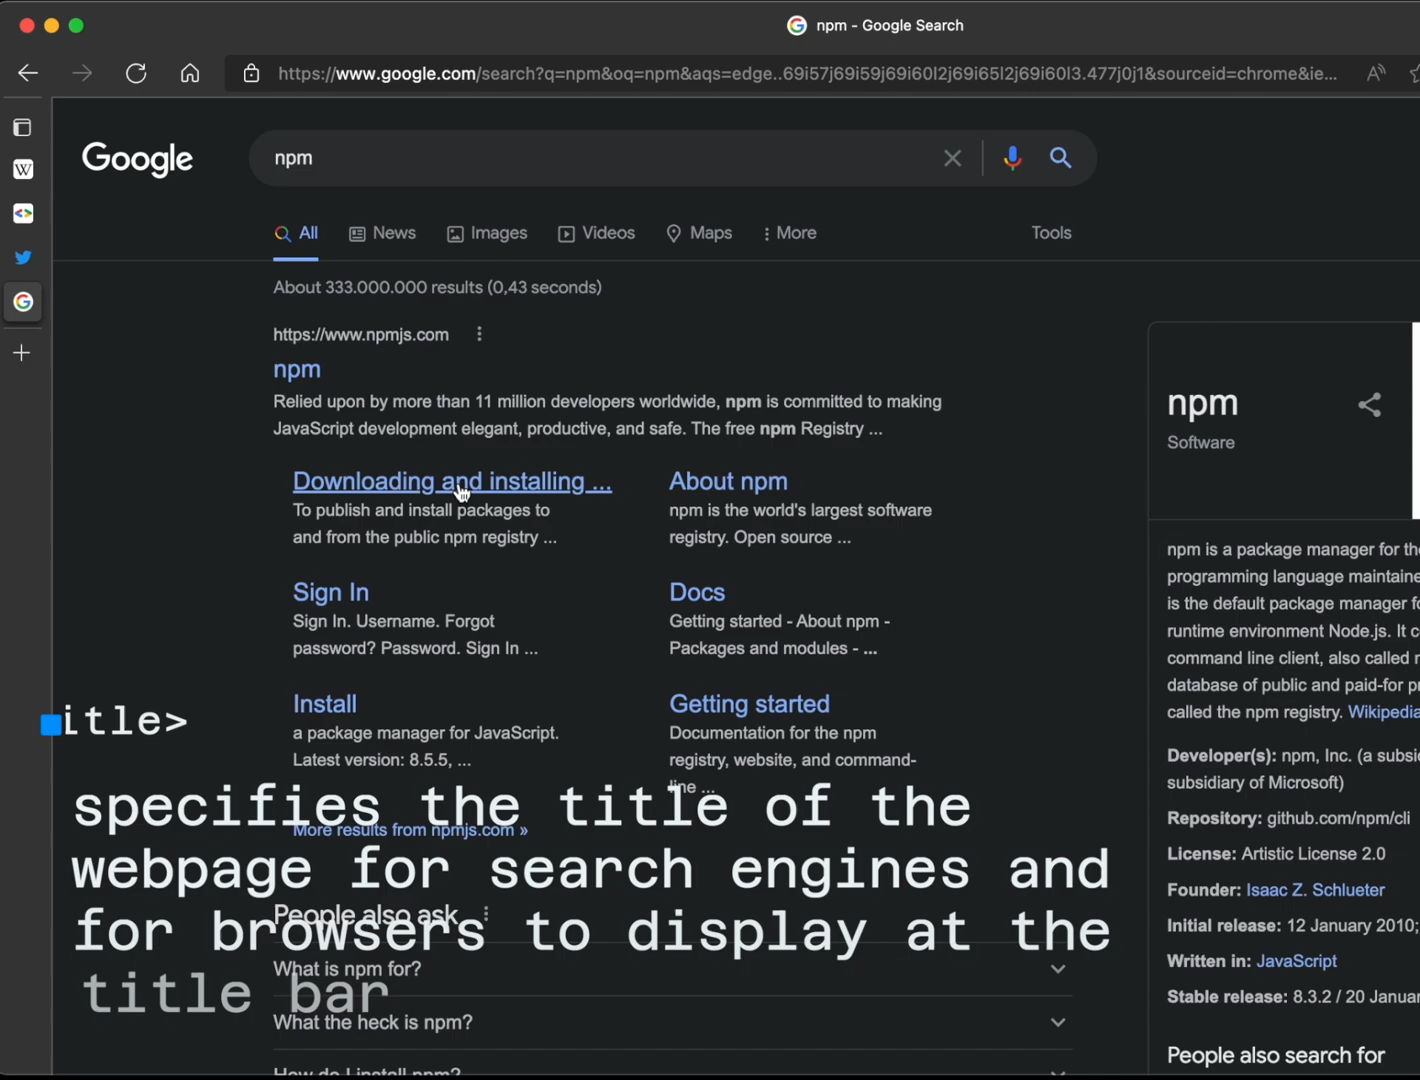 npm - Google Search
https://www.google.com/search?q=npm&oq=npm&aqs=edge..69i57j69i59j69i60l2j69i65l2j69i60l3.477j0j1&sourceid=chrome&ie...
Google
npm
All
News
Images
Videos
Maps
More
Tools
About 333.000.000 results (0,43 seconds)
https://www.npmjs.com
npm
Relied upon by more than 11 million developers worldwide, npm is committed to making
JavaScript development elegant, productive, and safe. The free npm Registry ...
Downloading and installing ...
To publish and install packages to
and from the public npm registry ...
About npm
npm is the world's largest software
registry. Open source ...
Sign In
Sign In. Username. Forgot
password? Password. Sign In ...
Docs
Getting started - About npm -
Packages and modules - ...
Install
a package manager for JavaScript.
Latest version: 8.5.5, ...
Getting started
Documentation for the npm
registry, website, and command-
line ...
More results from npmjs.com »
People also ask
What is npm for?
What the heck is npm?
How do I install npm?
itle>
specifies the title of the
webpage for search engines and
for browsers to display at the
title bar
npm
Software
npm is a package manager for the
programming language maintaine
is the default package manager fo
runtime environment Node.js. It c
command line client, also called
database of public and paid-for p
called the npm registry. Wikipedia
Developer(s): npm, Inc. (a subsi
subsidiary of Microsoft)
Repository: github.com/npm/cli
License: Artistic License 2.0
Founder: Isaac Z. Schlueter
Initial release: 12 January 2010;
Written in: JavaScript
Stable release: 8.3.2 / 20 Januar
People also search for